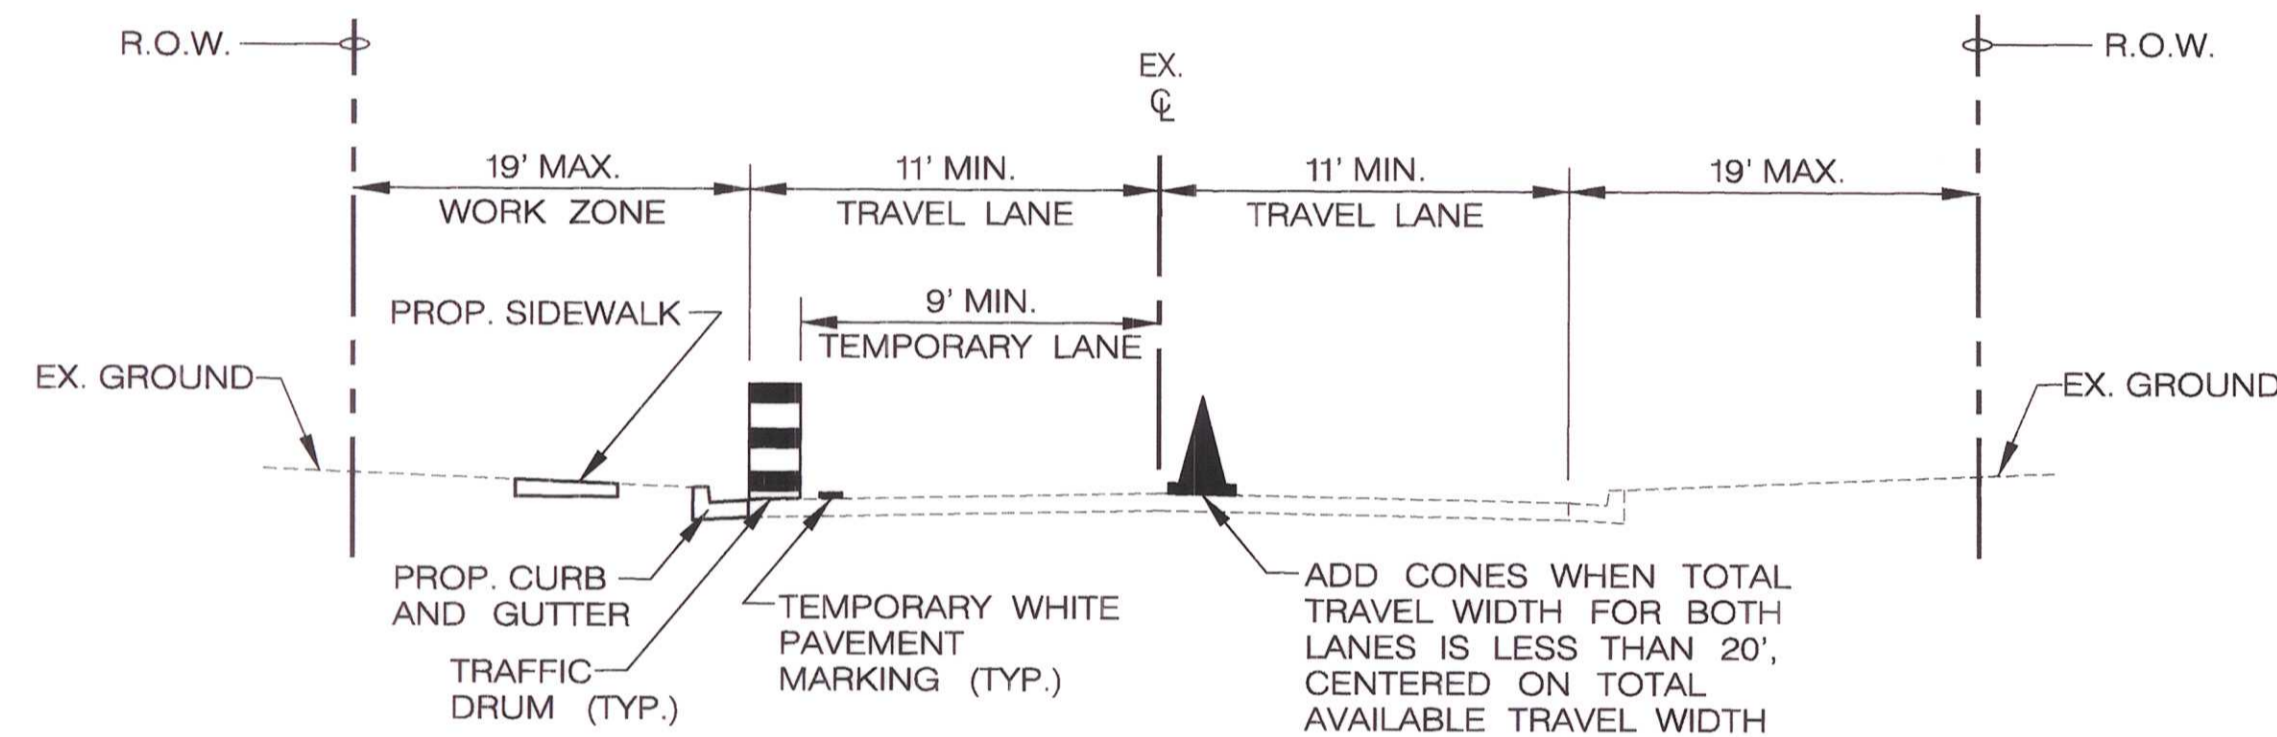 R.O.W.
R.O.W.
EX.
℄
19' MAX.
WORK ZONE
11' MIN.
TRAVEL LANE
11' MIN.
TRAVEL LANE
19' MAX.
PROP. SIDEWALK
9' MIN.
TEMPORARY LANE
EX. GROUND
EX. GROUND
PROP. CURB
AND GUTTER
TRAFFIC
DRUM (TYP.)
TEMPORARY WHITE
PAVEMENT
MARKING (TYP.)
ADD CONES WHEN TOTAL
TRAVEL WIDTH FOR BOTH
LANES IS LESS THAN 20',
CENTERED ON TOTAL
AVAILABLE TRAVEL WIDTH